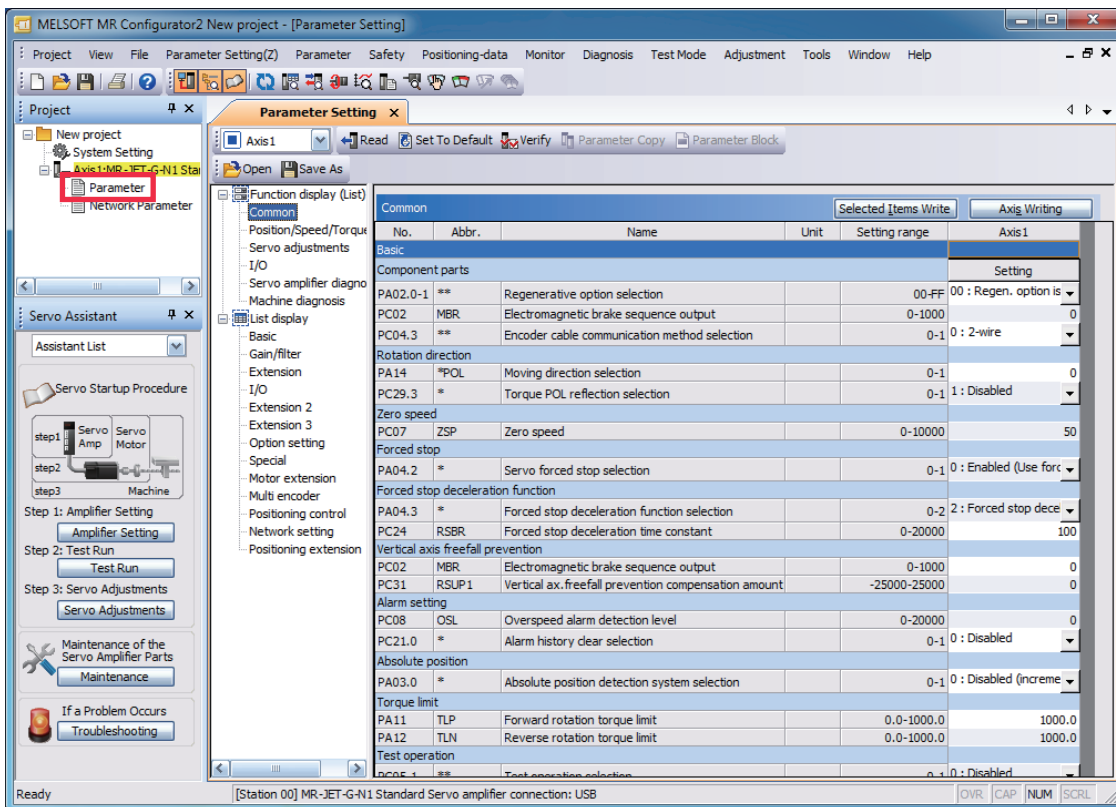 MELSOFT MR Configurator2 New project - [Parameter Setting]
Project View File Parameter Setting(Z) Parameter Safety Positioning-data Monitor Diagnosis Test Mode Adjustment Tools Window Help
Project
New project
System Setting
Axis1:MR-JET-G-N1 Star
Parameter
Network Parameter
Servo Assistant
Assistant List
Servo Startup Procedure
step1
Servo Amp
Servo Motor
step2
step3
Machine
Step 1: Amplifier Setting
Amplifier Setting
Step 2: Test Run
Test Run
Step 3: Servo Adjustments
Servo Adjustments
Maintenance of the
Servo Amplifier Parts
Maintenance
If a Problem Occurs
Troubleshooting
Parameter Setting
Axis1 Read Set To Default Verify Parameter Copy Parameter Block
Open Save As
Function display (List)
Common
Position/Speed/Torque
Servo adjustments
I/O
Servo amplifier diagno
Machine diagnosis
List display
Basic
Gain/filter
Extension
I/O
Extension 2
Extension 3
Option setting
Special
Motor extension
Multi encoder
Positioning control
Network setting
Positioning extension
Common Selected Items Write Axis Writing
No. Abbr. Name Unit Setting range Axis1
Basic
Component parts Setting
PA02.0-1 ** Regenerative option selection 00-FF 00 : Regen. option is
PC02 MBR Electromagnetic brake sequence output 0-1000 0
PC04.3 ** Encoder cable communication method selection 0-1 0 : 2-wire
Rotation direction
PA14 *POL Moving direction selection 0-1 0
PC29.3 * Torque POL reflection selection 0-1 1 : Disabled
Zero speed
PC07 ZSP Zero speed 0-10000 50
Forced stop
PA04.2 * Servo forced stop selection 0-1 0 : Enabled (Use forc
Forced stop deceleration function
PA04.3 * Forced stop deceleration function selection 0-2 2 : Forced stop dece
PC24 RSBR Forced stop deceleration time constant 0-20000 100
Vertical axis freefall prevention
PC02 MBR Electromagnetic brake sequence output 0-1000 0
PC31 RSUP1 Vertical ax.freefall prevention compensation amount -25000-25000 0
Alarm setting
PC08 OSL Overspeed alarm detection level 0-20000 0
PC21.0 * Alarm history clear selection 0-1 0 : Disabled
Absolute position
PA03.0 * Absolute position detection system selection 0-1 0 : Disabled (increme
Torque limit
PA11 TLP Forward rotation torque limit 0.0-1000.0 1000.0
PA12 TLN Reverse rotation torque limit 0.0-1000.0 1000.0
Test operation
PC05.1 ** Test operation selection 0-1 0 : Disabled
Ready [Station 00] MR-JET-G-N1 Standard Servo amplifier connection: USB OVR CAP NUM SCRL